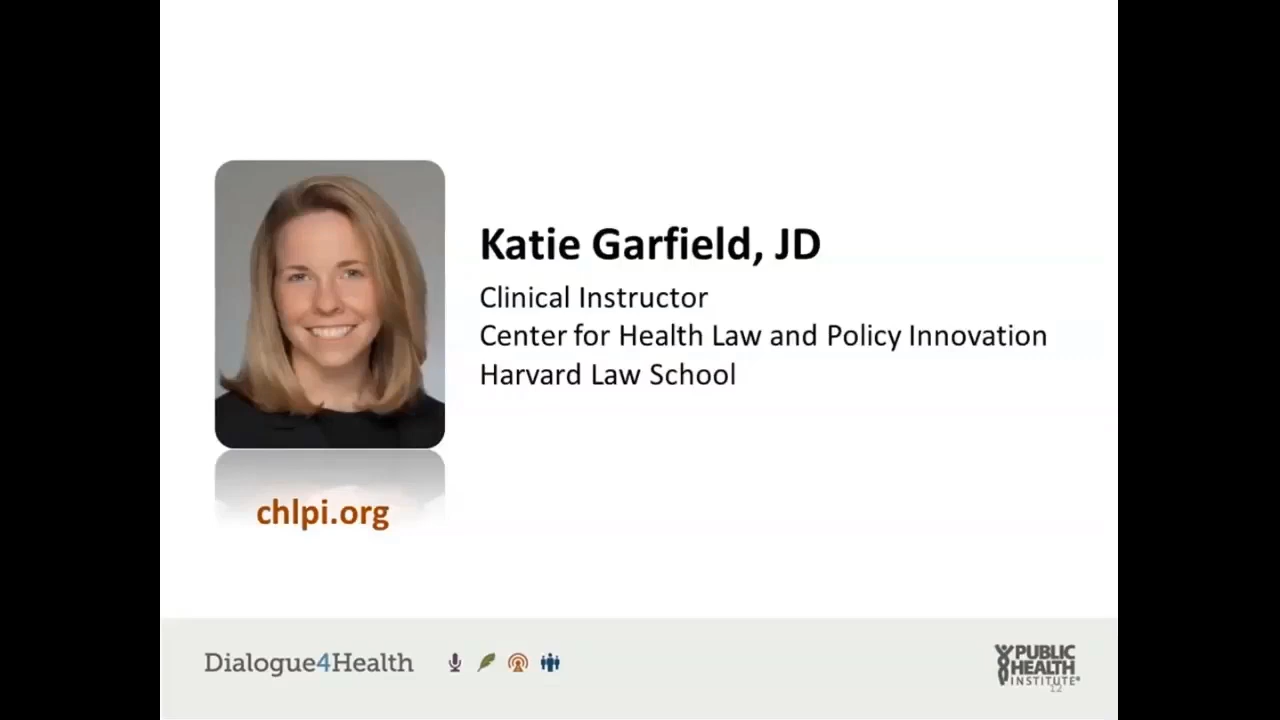 Katie Garfield, JD
Clinical Instructor
Center for Health Law and Policy Innovation
Harvard Law School
chlpi.org
Dialogue4Health
PUBLIC
HEALTH
INSTITUTE®
12